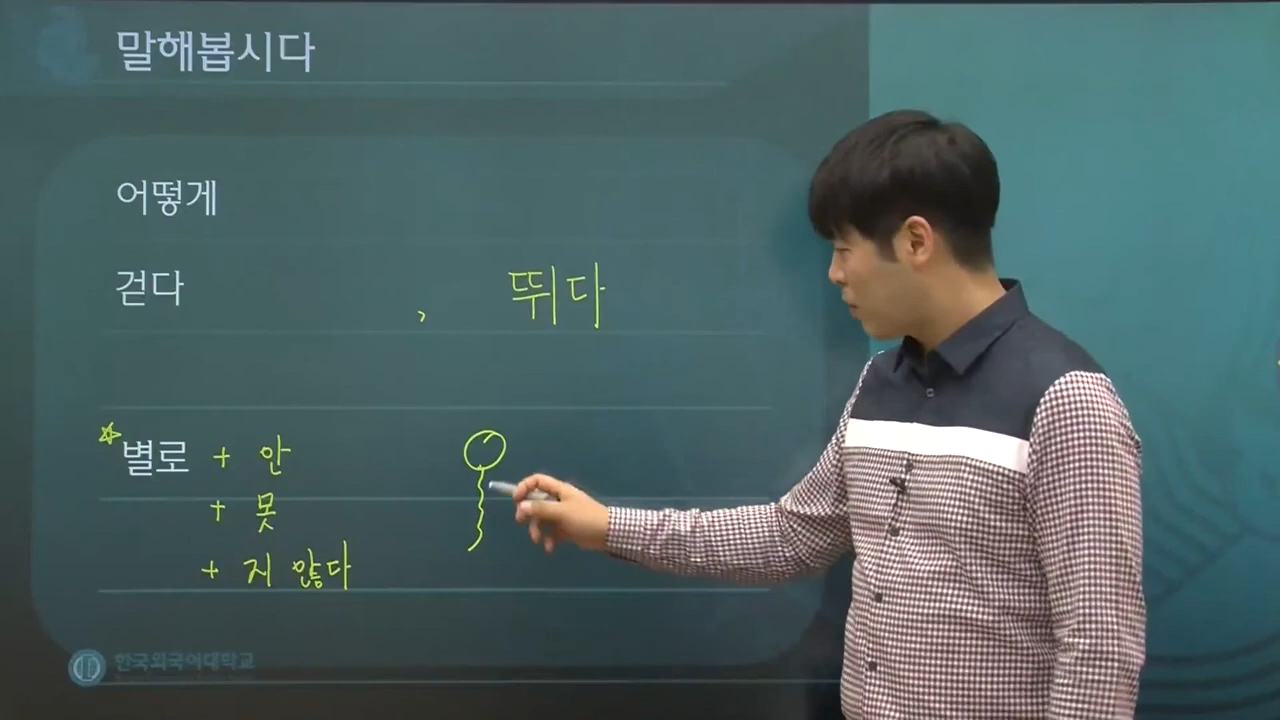 말해봅시다
어떻게
걷다 , 뛰다
☆별로 + 안
+ 못
+ 지 않다
한국외국어대학교